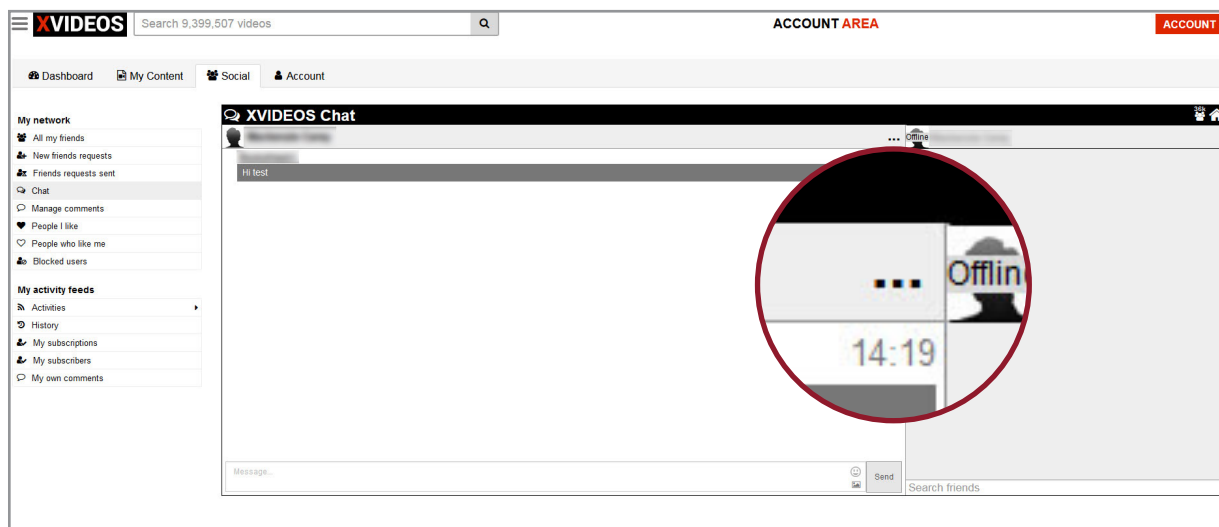 XVIDEOS
Search 9,399,507 videos
ACCOUNT AREA
ACCOUNT
Dashboard
My Content
Social
Account
My network
All my friends
New friends requests
Friends requests sent
Chat
Manage comments
People I like
People who like me
Blocked users
My activity feeds
Activities
History
My subscriptions
My subscribers
My own comments
XVIDEOS Chat
36k
...
Offline
Hi test
...
Offlin
14:19
Message...
Send
Search friends